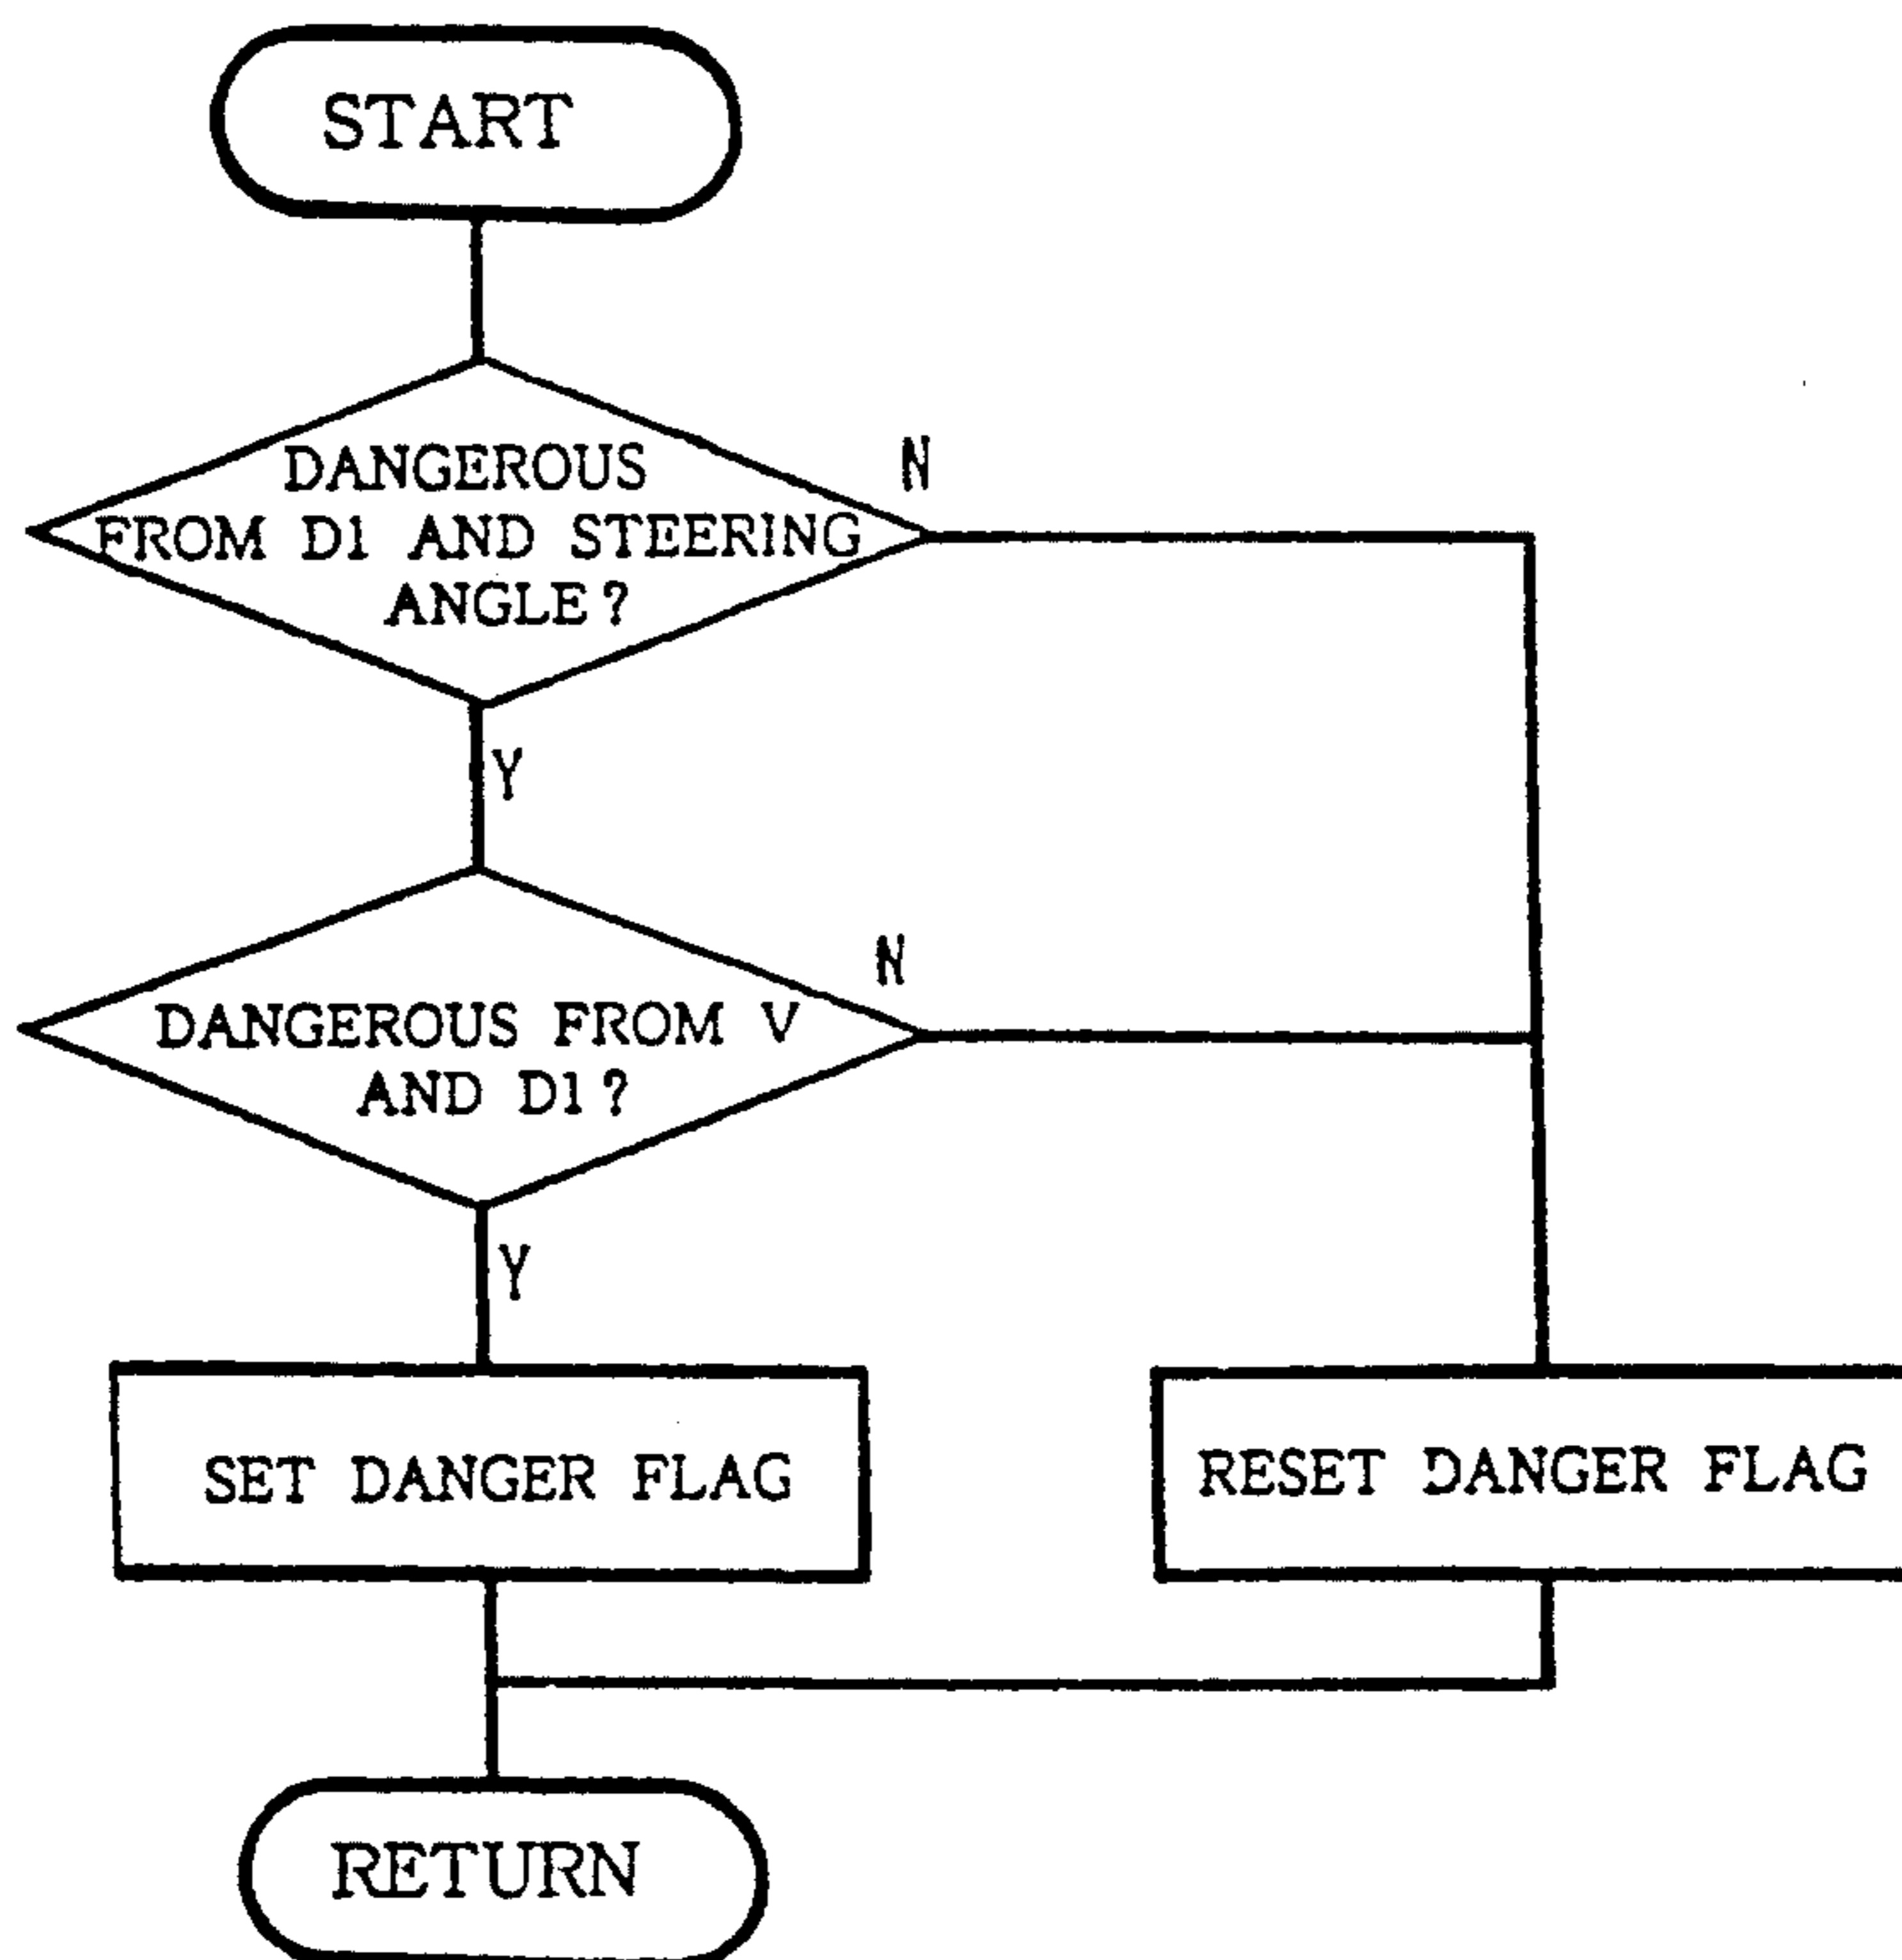 START
DANGEROUS
FROM D1 AND STEERING
ANGLE?
N
Y
DANGEROUS FROM V
AND D1?
N
Y
SET DANGER FLAG
RESET DANGER FLAG
RETURN